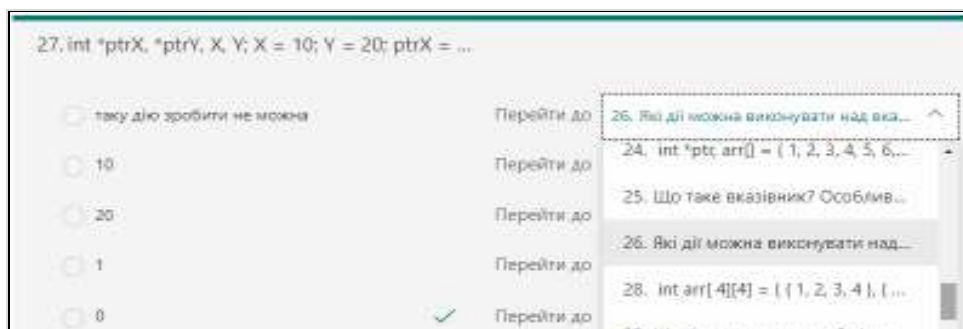 27. int *ptrX, *ptrY, X, Y; X = 10; Y = 20; ptrX = ...
таку дію зробити не можна
Перейти до
26. Які дії можна виконувати над вка...
24. int *ptr, arr[] = { 1, 2, 3, 4, 5, 6,...
10
Перейти до
25. Що таке вказівник? Особлив...
20
Перейти до
26. Які дії можна виконувати над...
1
Перейти до
28. int arr[ 4][4] = { { 1, 2, 3, 4 }, { ...
0
Перейти до